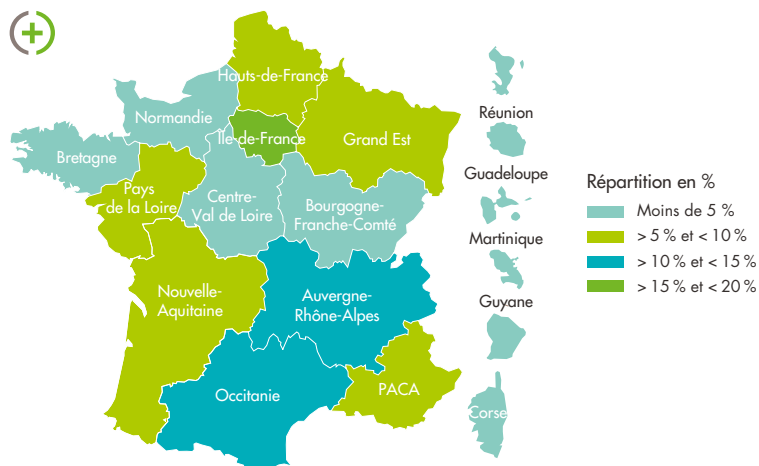 Hauts-de-France
Normandie
Île-de-France
Grand Est
Bretagne
Pays
de la Loire
Centre-
Val de Loire
Bourgogne-
Franche-Comté
Nouvelle-
Aquitaine
Auvergne-
Rhône-Alpes
Occitanie
PACA
Réunion
Guadeloupe
Martinique
Guyane
Corse
Répartition en %
Moins de 5 %
> 5 % et < 10 %
> 10 % et < 15 %
> 15 % et < 20 %